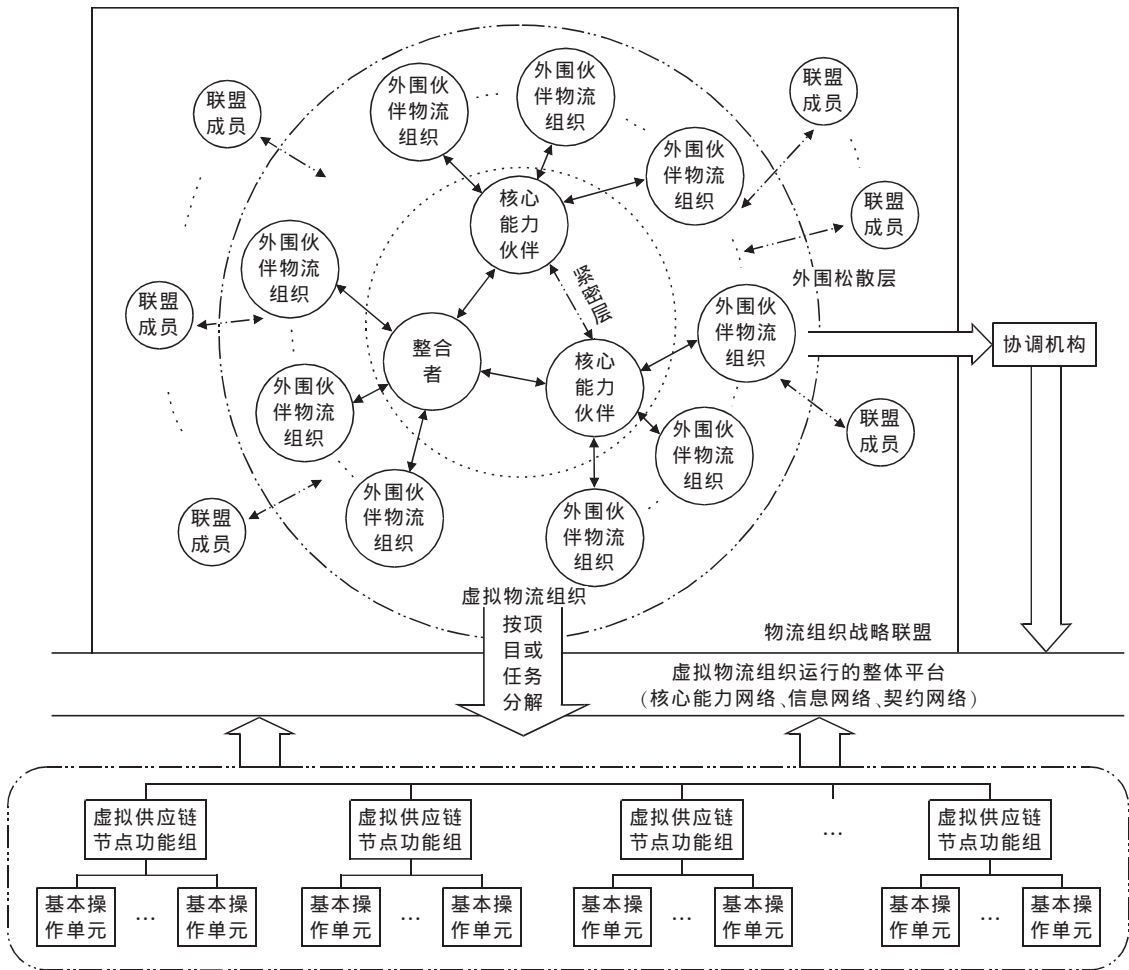 外围伙
伴物流
组织
外围伙
伴物流
组织
联盟
成员
联盟
成员
外围伙
伴物流
组织
核心
能力
伙伴
联盟
成员
外围伙
伴物流
组织
紧密层
外围松散层
联盟
成员
外围伙
伴物流
组织
整合
者
核心
能力
伙伴
协调机构
外围伙
伴物流
组织
联盟
成员
外围伙
伴物流
组织
外围伙
伴物流
组织
联盟
成员
外围伙
伴物流
组织
虚拟物流组织
按项
目或
任务
分解
物流组织战略联盟
虚拟物流组织运行的整体平台
(核心能力网络、信息网络、契约网络)
虚拟供应链
节点功能组
虚拟供应链
节点功能组
虚拟供应链
节点功能组
…
虚拟供应链
节点功能组
基本操
作单元
…
基本操
作单元
基本操
作单元
…
基本操
作单元
基本操
作单元
…
基本操
作单元
基本操
作单元
…
基本操
作单元